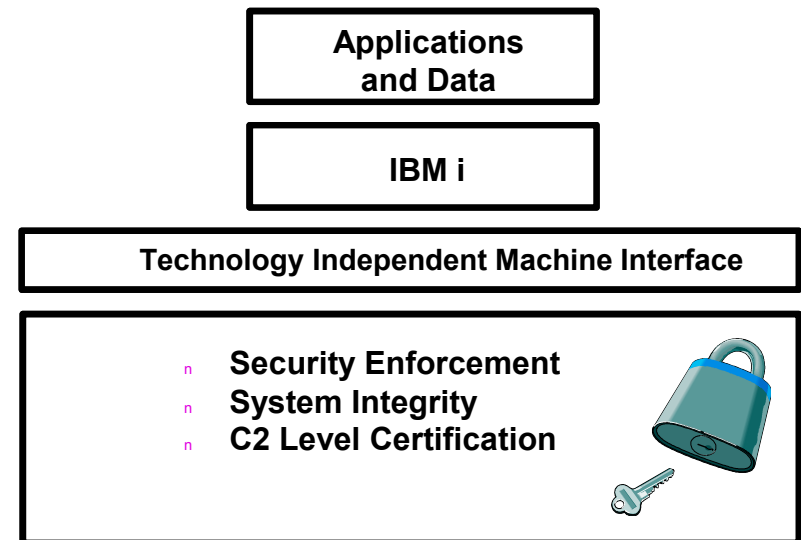 Applications
and Data
IBM i
Technology Independent Machine Interface
n Security Enforcement
n System Integrity
n C2 Level Certification